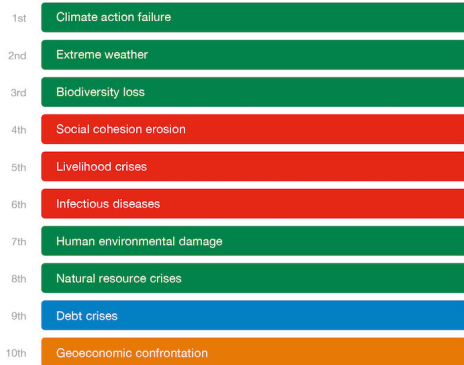 1st Climate action failure
2nd Extreme weather
3rd Biodiversity loss
4th Social cohesion erosion
5th Livelihood crises
6th Infectious diseases
7th Human environmental damage
8th Natural resource crises
9th Debt crises
10th Geoeconomic confrontation